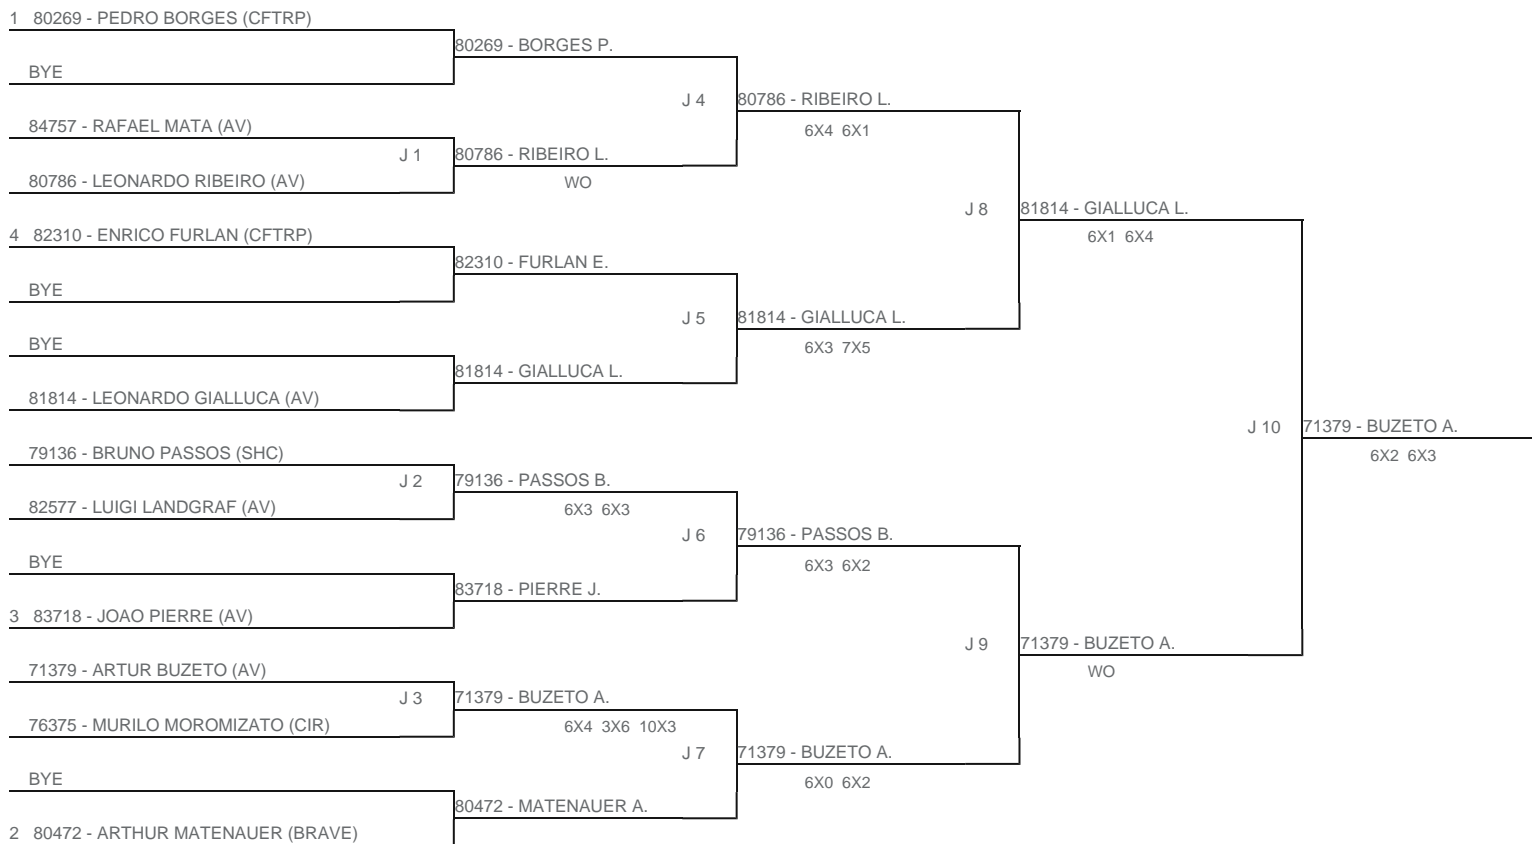 1 80269 - PEDRO BORGES (CFTRP)
80269 - BORGES P.
BYE
J 4
80786 - RIBEIRO L.
84757 - RAFAEL MATA (AV)
6X4 6X1
J 1
80786 - RIBEIRO L.
80786 - LEONARDO RIBEIRO (AV)
WO
J 8
81814 - GIALLUCA L.
4 82310 - ENRICO FURLAN (CFTRP)
6X1 6X4
82310 - FURLAN E.
BYE
J 5
81814 - GIALLUCA L.
BYE
6X3 7X5
81814 - GIALLUCA L.
81814 - LEONARDO GIALLUCA (AV)
J 10
71379 - BUZETO A.
79136 - BRUNO PASSOS (SHC)
6X2 6X3
J 2
79136 - PASSOS B.
82577 - LUIGI LANDGRAF (AV)
6X3 6X3
J 6
79136 - PASSOS B.
BYE
6X3 6X2
83718 - PIERRE J.
3 83718 - JOAO PIERRE (AV)
J 9
71379 - BUZETO A.
71379 - ARTUR BUZETO (AV)
WO
J 3
71379 - BUZETO A.
76375 - MURILO MOROMIZATO (CIR)
6X4 3X6 10X3
J 7
71379 - BUZETO A.
BYE
6X0 6X2
80472 - MATENAUER A.
2 80472 - ARTHUR MATENAUER (BRAVE)